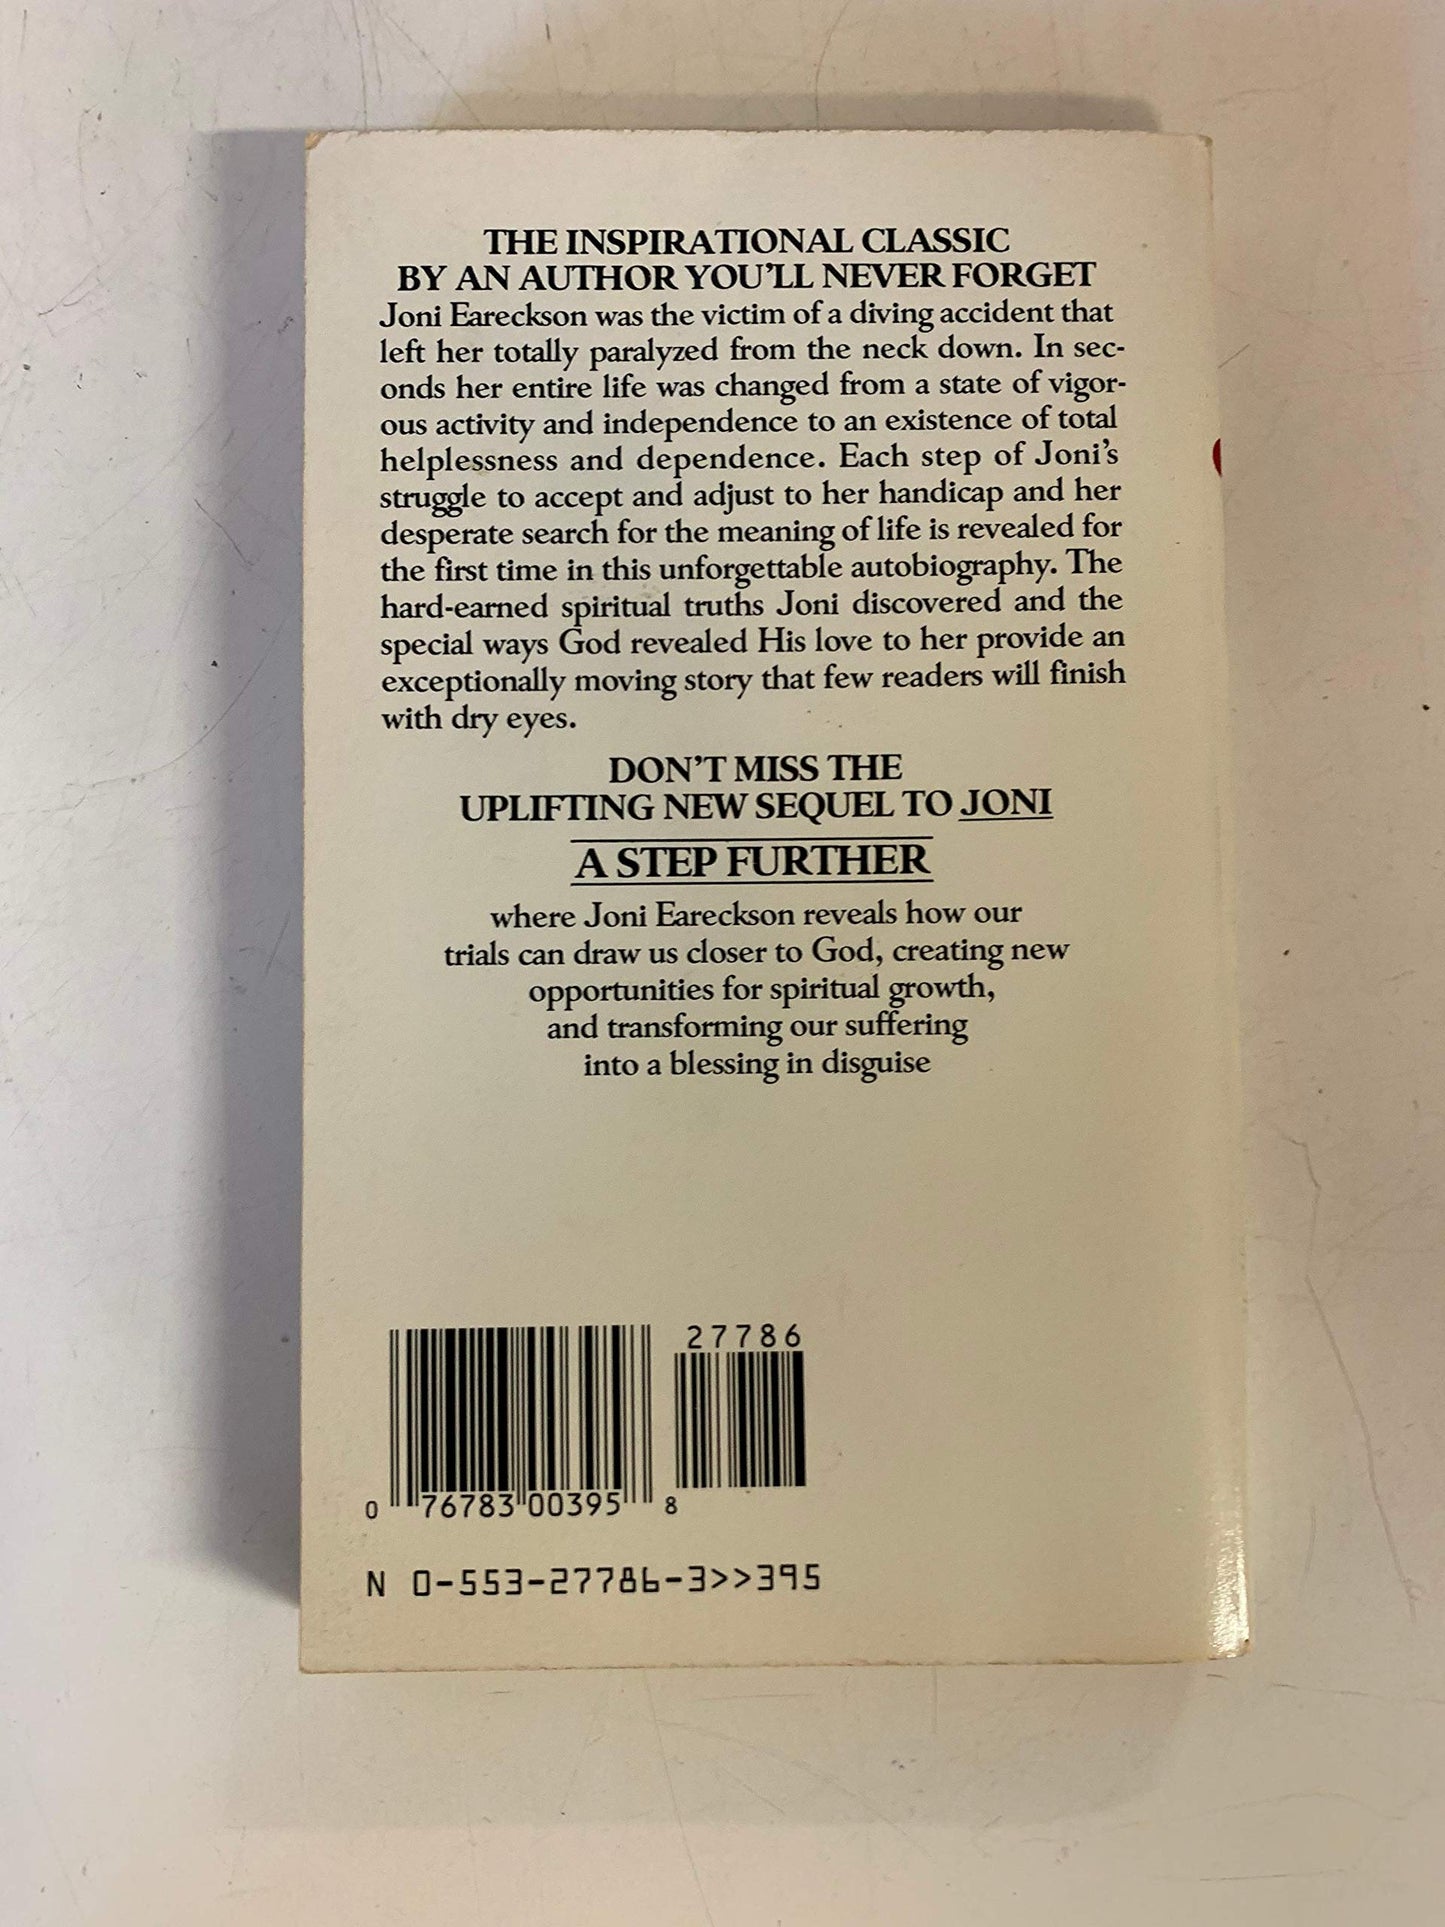 THE INSPIRATIONAL CLASSIC
BY AN AUTHOR YOU'LL NEVER FORGET
Joni Eareckson was the victim of a diving accident that
left her totally paralyzed from the neck down. In sec-
onds her entire life was changed from a state of vigor-
ous activity and independence to an existence of total
helplessness and dependence. Each step of Joni's
struggle to accept and adjust to her handicap and her
desperate search for the meaning of life is revealed for
the first time in this unforgettable autobiography. The
hard-earned spiritual truths Joni discovered and the
special ways God revealed His love to her provide an
exceptionally moving story that few readers will finish
with dry eyes.
DON'T MISS THE
UPLIFTING NEW SEQUEL TO JONI
A STEP FURTHER
where Joni Eareckson reveals how our
trials can draw us closer to God, creating new
opportunities for spiritual growth,
and transforming our suffering
into a blessing in disguise
27786
0 76783 00395 8
N 0-553-27786-3>>395